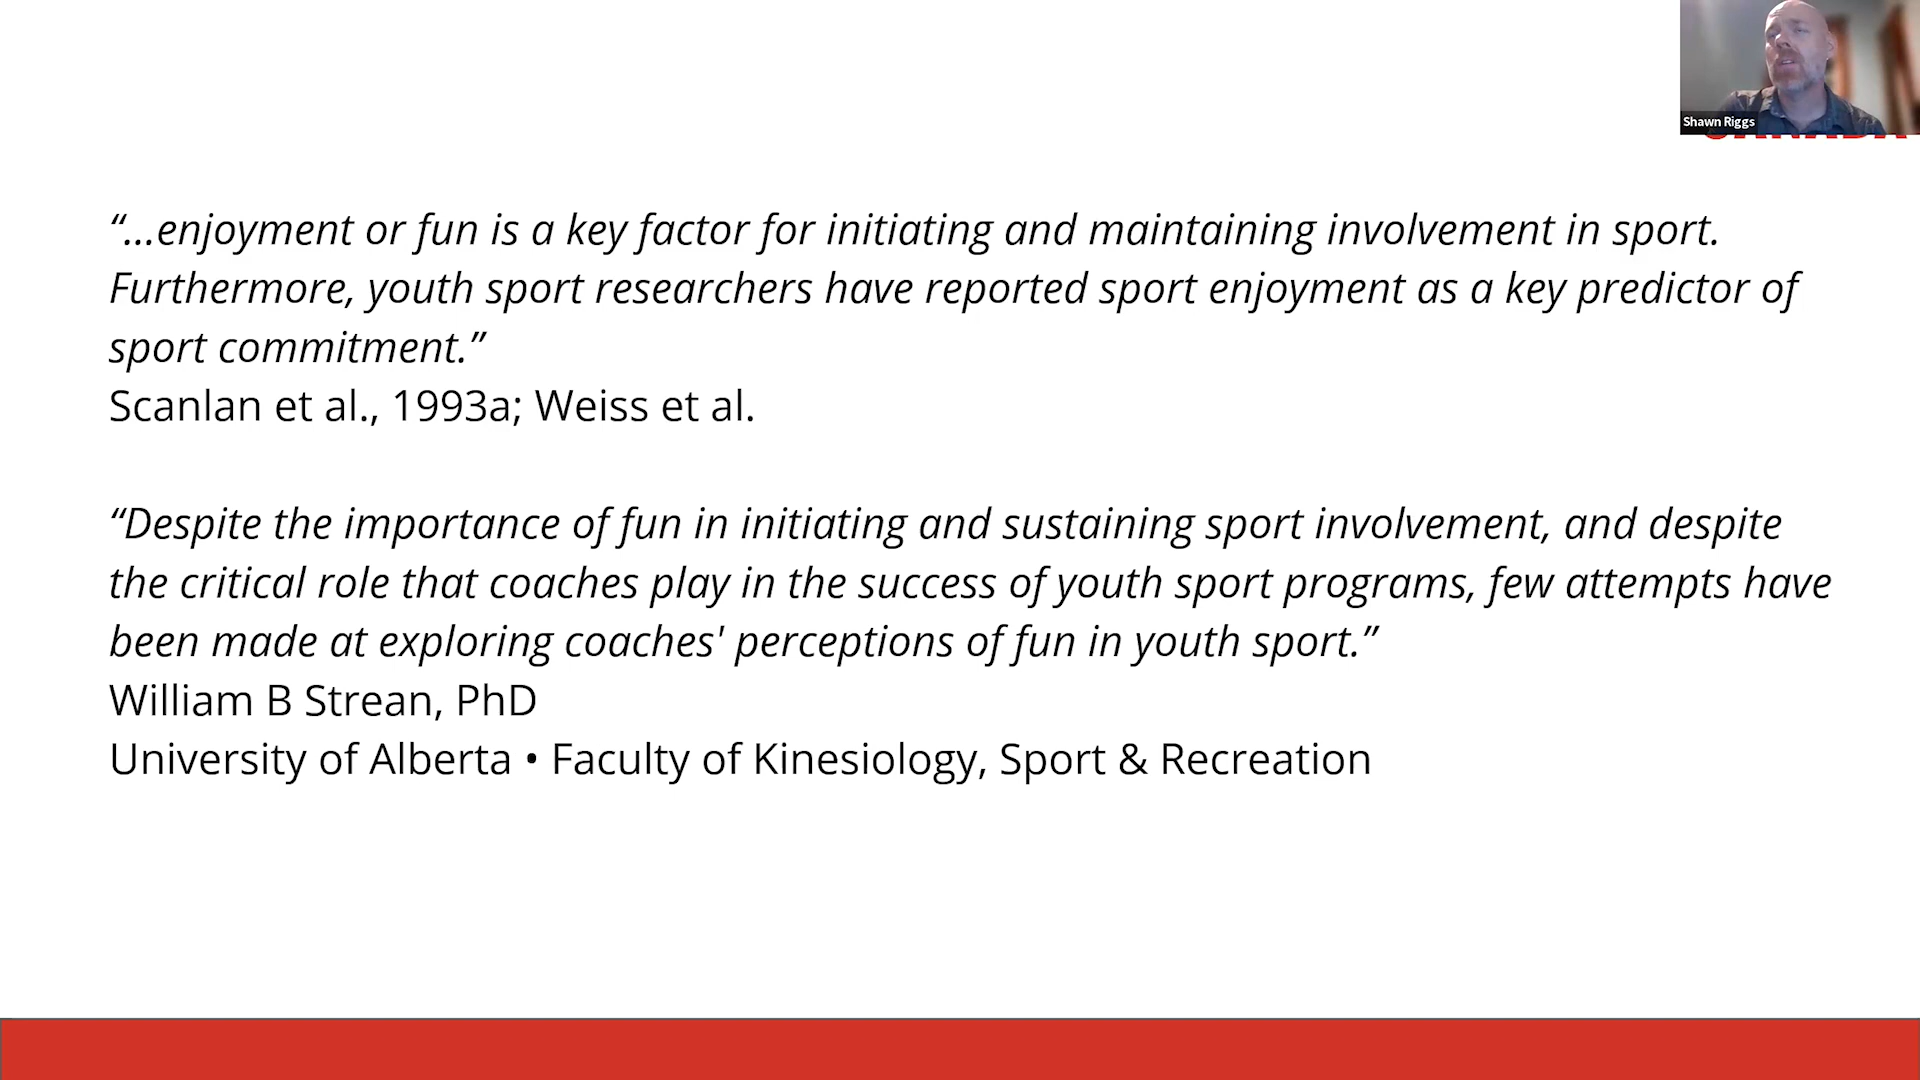 Shawn Riggs
CANADA
“...enjoyment or fun is a key factor for initiating and maintaining involvement in sport.
Furthermore, youth sport researchers have reported sport enjoyment as a key predictor of
sport commitment.”
Scanlan et al., 1993a; Weiss et al.
“Despite the importance of fun in initiating and sustaining sport involvement, and despite
the critical role that coaches play in the success of youth sport programs, few attempts have
been made at exploring coaches' perceptions of fun in youth sport.”
William B Strean, PhD
University of Alberta • Faculty of Kinesiology, Sport & Recreation